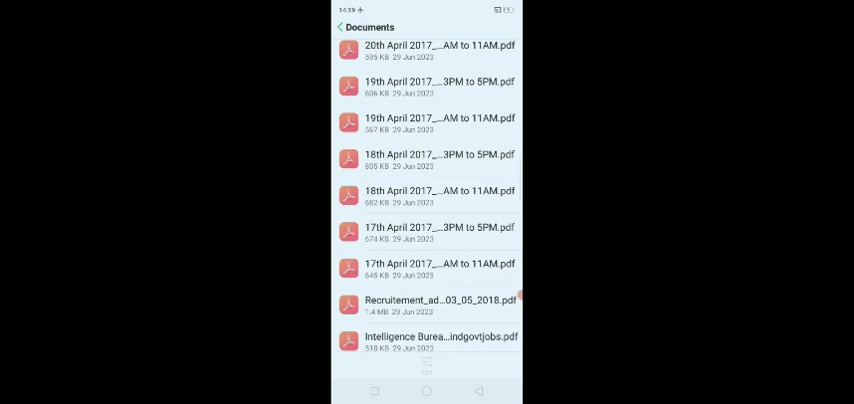 14:19
Documents
20th April 2017_...AM to 11AM.pdf
595 KB 29 Jun 2023
19th April 2017_...3PM to 5PM.pdf
606 KB 29 Jun 2023
19th April 2017_...AM to 11AM.pdf
567 KB 29 Jun 2023
18th April 2017_...3PM to 5PM.pdf
805 KB 29 Jun 2023
18th April 2017_...AM to 11AM.pdf
682 KB 29 Jun 2023
17th April 2017_...3PM to 5PM.pdf
674 KB 29 Jun 2023
17th April 2017_...AM to 11AM.pdf
645 KB 29 Jun 2023
Recruitement_ad...03_05_2018.pdf
1.4 MB 29 Jun 2023
Intelligence Burea...indgovtjobs.pdf
518 KB 29 Jun 2023
Sort